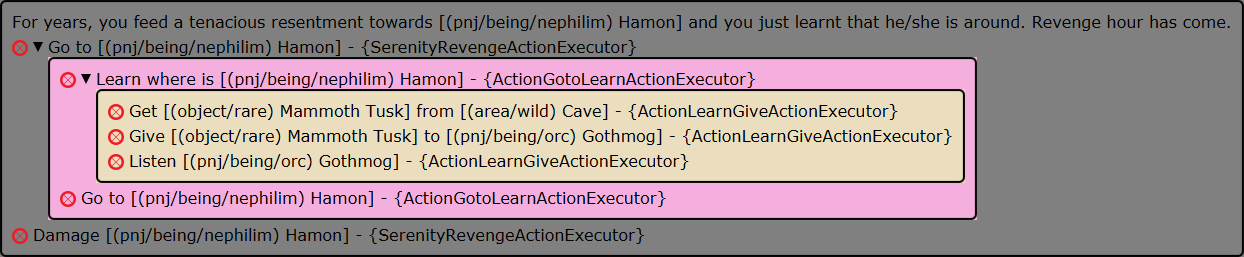 For years, you feed a tenacious resentment towards [(pnj/being/nephilim) Hamon] and you just learnt that he/she is around. Revenge hour has come.
Go to [(pnj/being/nephilim) Hamon] - {SerenityRevengeActionExecutor}
Learn where is [(pnj/being/nephilim) Hamon] - {ActionGotoLearnActionExecutor}
Get [(object/rare) Mammoth Tusk] from [(area/wild) Cave] - {ActionLearnGiveActionExecutor}
Give [(object/rare) Mammoth Tusk] to [(pnj/being/orc) Gothmog] - {ActionLearnGiveActionExecutor}
Listen [(pnj/being/orc) Gothmog] - {ActionLearnGiveActionExecutor}
Go to [(pnj/being/nephilim) Hamon] - {ActionGotoLearnActionExecutor}
Damage [(pnj/being/nephilim) Hamon] - {SerenityRevengeActionExecutor}